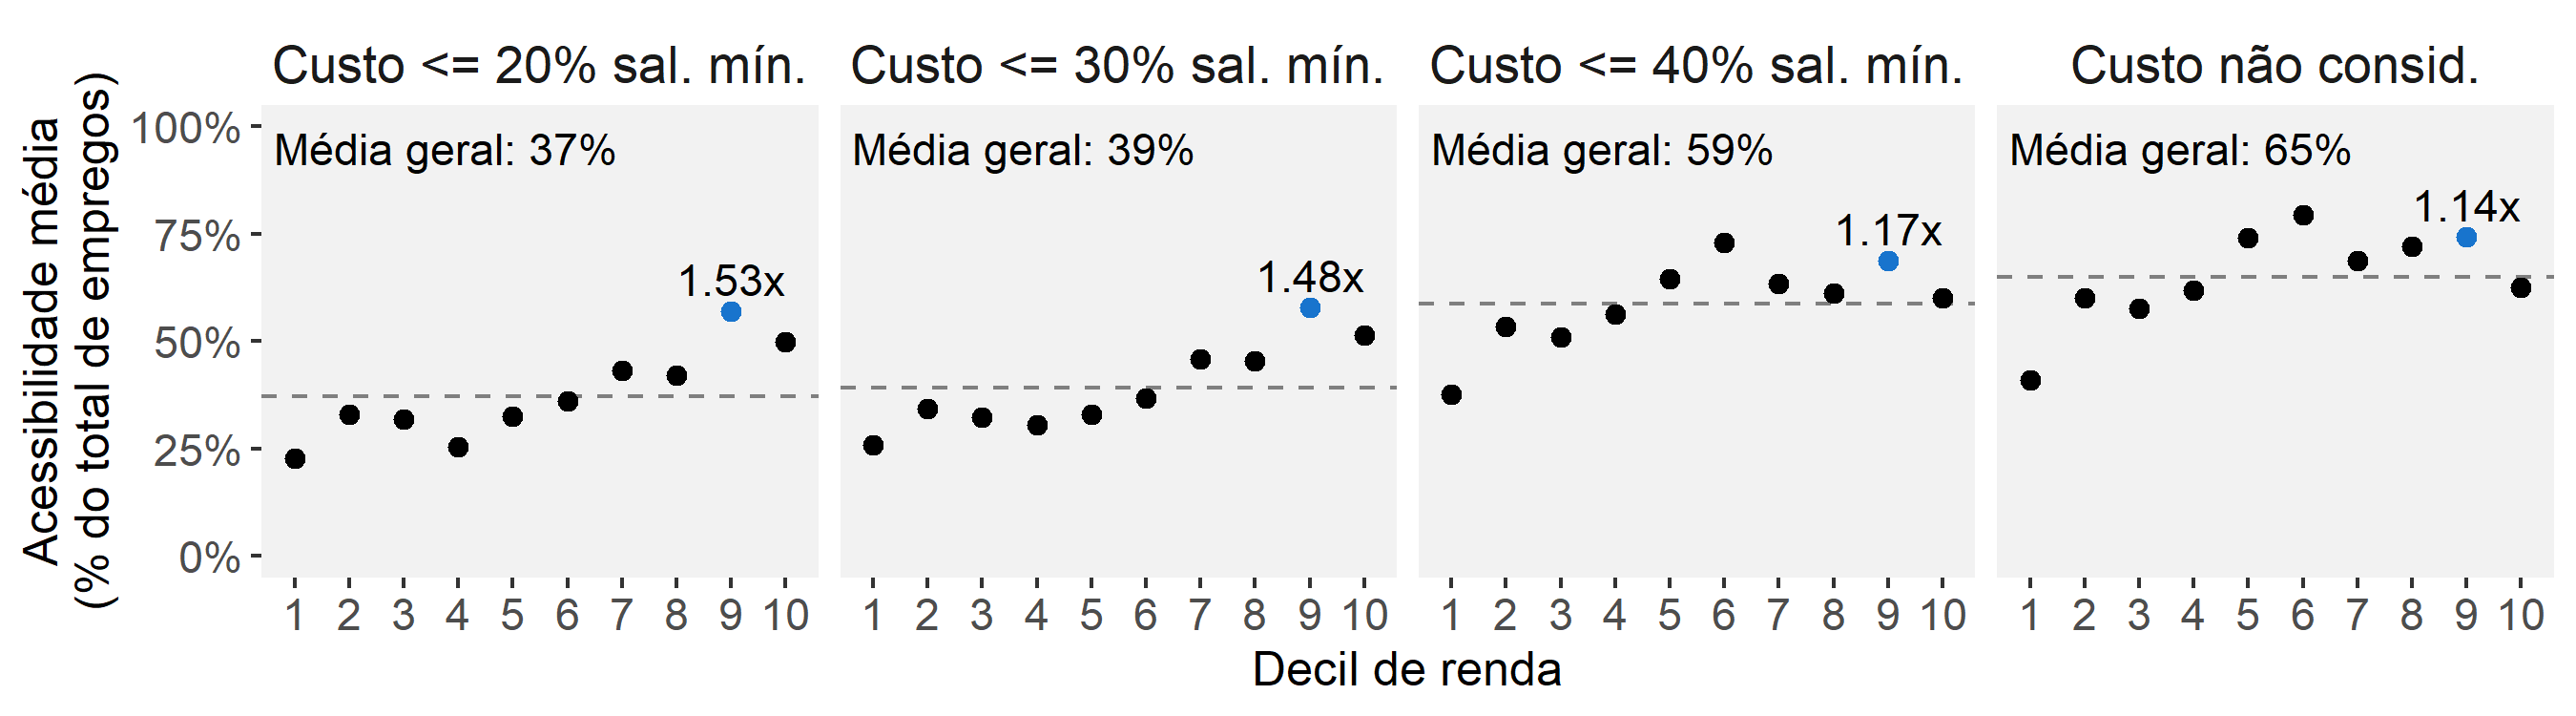 Custo <= 20% sal. mín.
Custo <= 30% sal. mín.
Custo <= 40% sal. mín.
Custo não consid.
Acessibilidade média
(% do total de empregos)
100%
75%
50%
25%
0%
Média geral: 37%
1.53x
Média geral: 39%
1.48x
Média geral: 59%
1.17x
Média geral: 65%
1.14x
1 2 3 4 5 6 7 8 9 10
1 2 3 4 5 6 7 8 9 10
1 2 3 4 5 6 7 8 9 10
1 2 3 4 5 6 7 8 9 10
Decil de renda